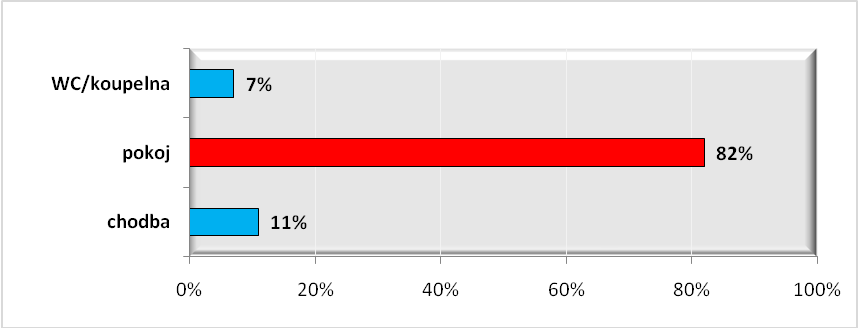 WC/koupelna 7%
pokoj 82%
chodba 11%
0% 20% 40% 60% 80% 100%